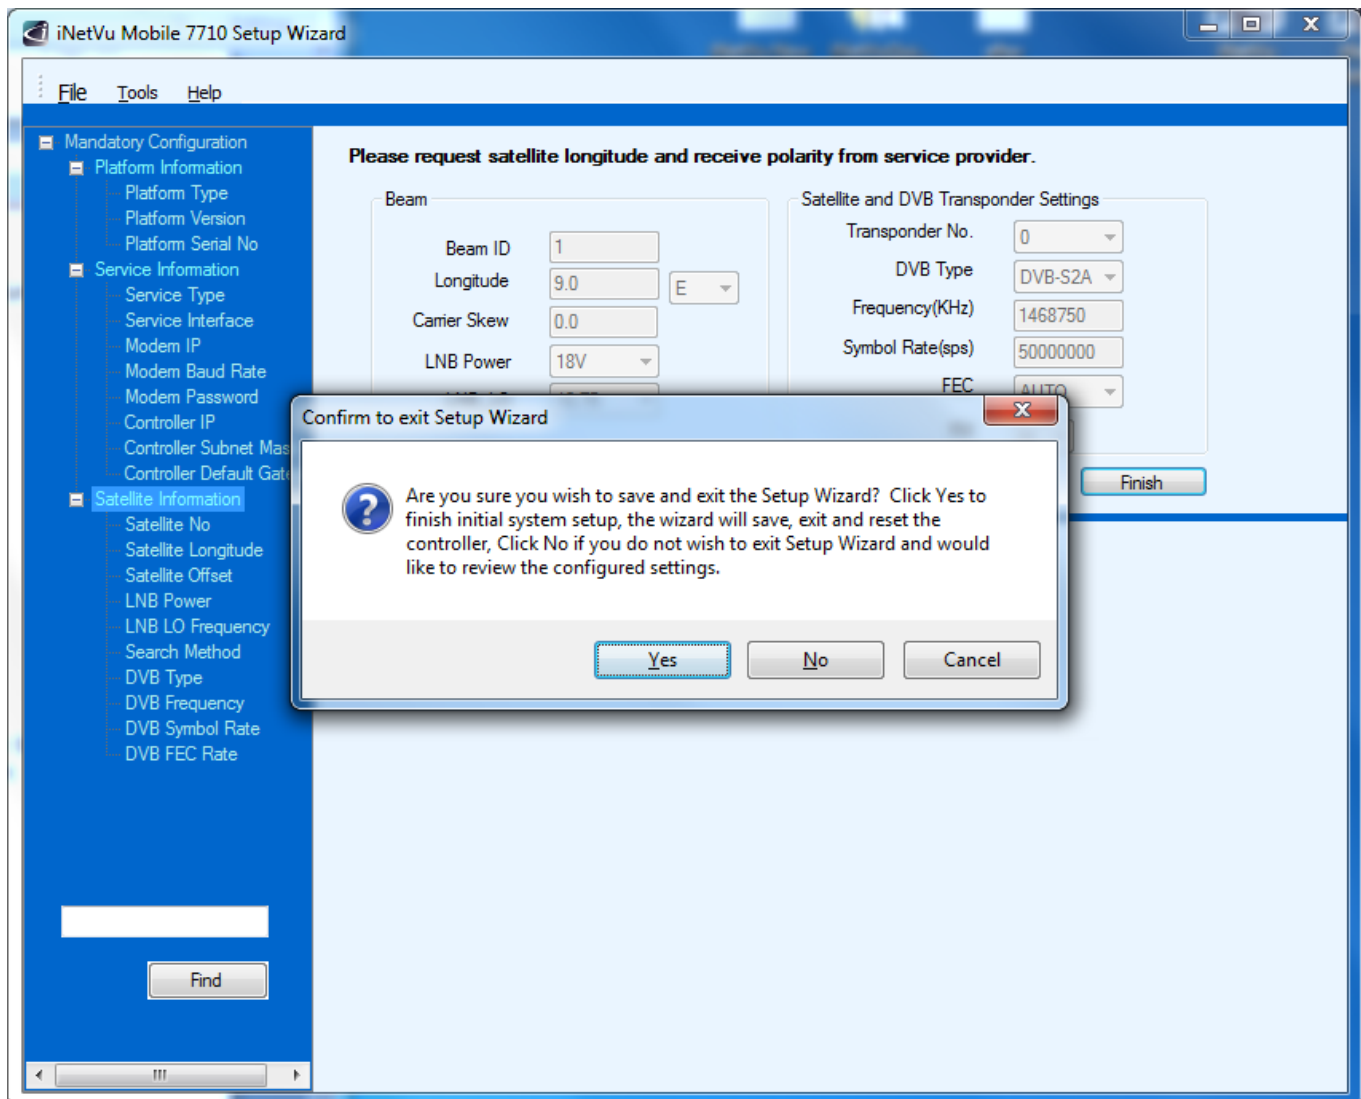 iNetVu Mobile 7710 Setup Wizard
File Tools Help
Mandatory Configuration
Platform Information
Platform Type
Platform Version
Platform Serial No
Service Information
Service Type
Service Interface
Modem IP
Modem Baud Rate
Modem Password
Controller IP
Controller Subnet Mas
Controller Default Gate
Satellite Information
Satellite No
Satellite Longitude
Satellite Offset
LNB Power
LNB LO Frequency
Search Method
DVB Type
DVB Frequency
DVB Symbol Rate
DVB FEC Rate
Find
Please request satellite longitude and receive polarity from service provider.
Beam
Beam ID 1
Longitude 9.0 E
Carrier Skew 0.0
LNB Power 18V
Satellite and DVB Transponder Settings
Transponder No. 0
DVB Type DVB-S2A
Frequency(KHz) 1468750
Symbol Rate(sps) 50000000
FEC AUTO
Finish
Confirm to exit Setup Wizard
Are you sure you wish to save and exit the Setup Wizard? Click Yes to
finish initial system setup, the wizard will save, exit and reset the
controller, Click No if you do not wish to exit Setup Wizard and would
like to review the configured settings.
Yes No Cancel